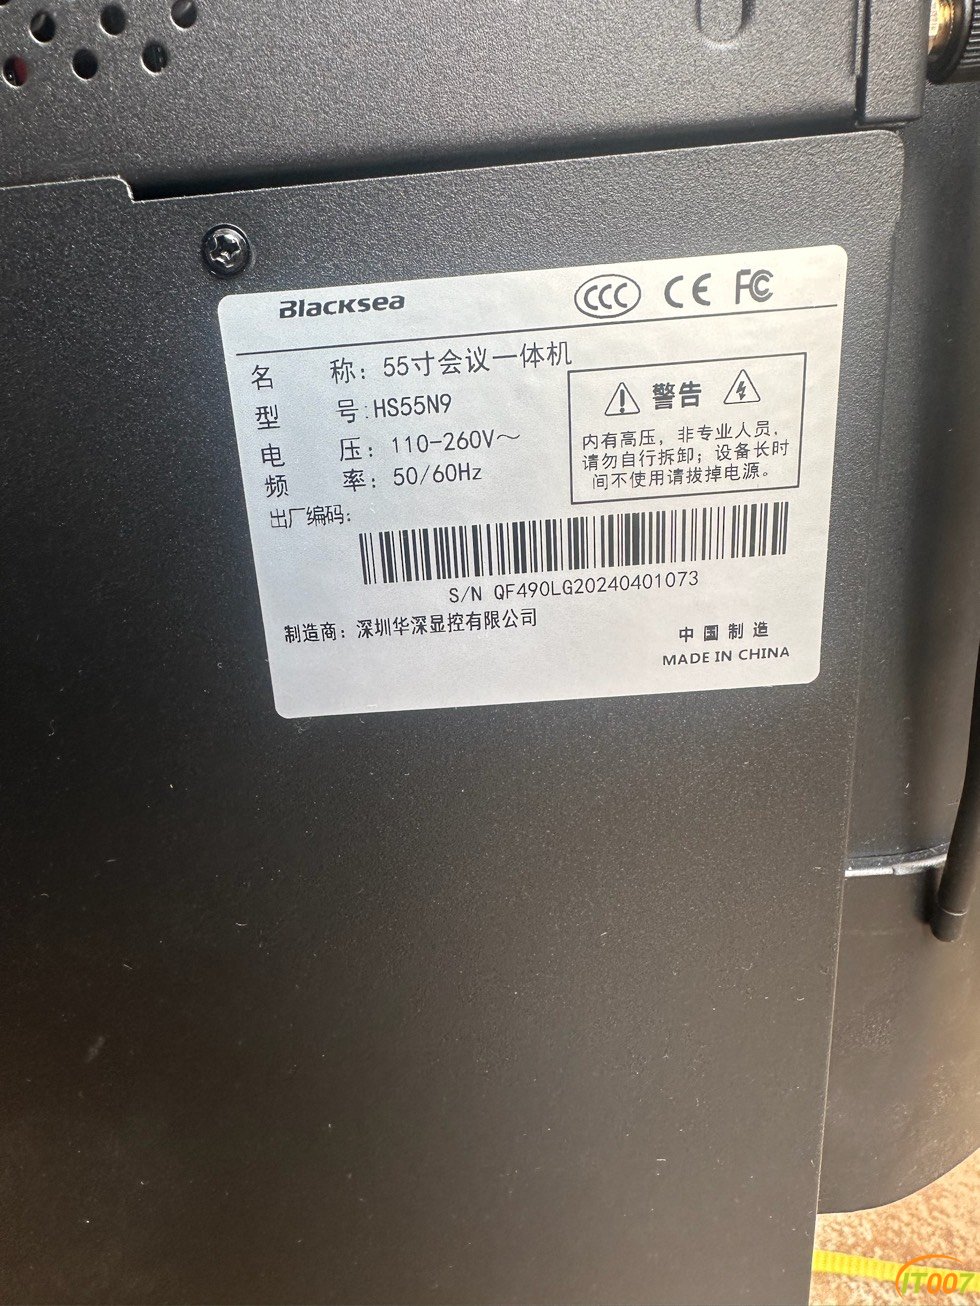 Blacksea
CCC CE FC
名 称：55寸会议一体机
型 号:HS55N9
电 压：110-260V～
频 率：50/60Hz
出厂编码：
警告
内有高压，非专业人员，
请勿自行拆卸；设备长时
间不使用请拔掉电源。
S/N QF490LG20240401073
制造商：深圳华深显控有限公司
中国制造
MADE IN CHINA
IT007